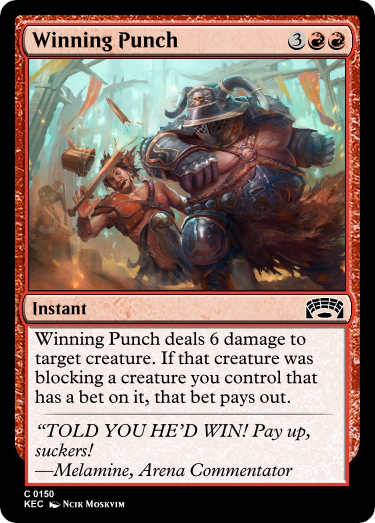 Winning Punch 3
Instant
Winning Punch deals 6 damage to
target creature. If that creature was
blocking a creature you control that
has a bet on it, that bet pays out.
“TOLD YOU HE’D WIN! Pay up,
suckers!
—Melamine, Arena Commentator
C 0150
KEC Ncik Moskvim